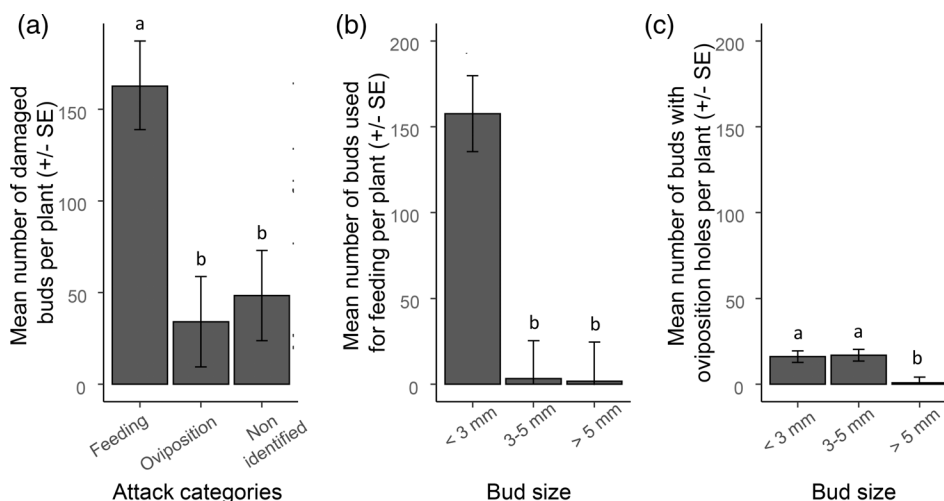 (a)
Mean number of damaged
buds per plant (+/- SE)
150
100
50
0
a
b
b
Feeding
Oviposition
Non
identified
Attack categories
(b)
Mean number of buds used
for feeding per plant (+/- SE)
200
150
100
50
0
b
b
< 3 mm
3-5 mm
> 5 mm
Bud size
(c)
Mean number of buds with
oviposition holes per plant (+/- SE)
200
150
100
50
0
a
a
b
< 3 mm
3-5 mm
> 5 mm
Bud size